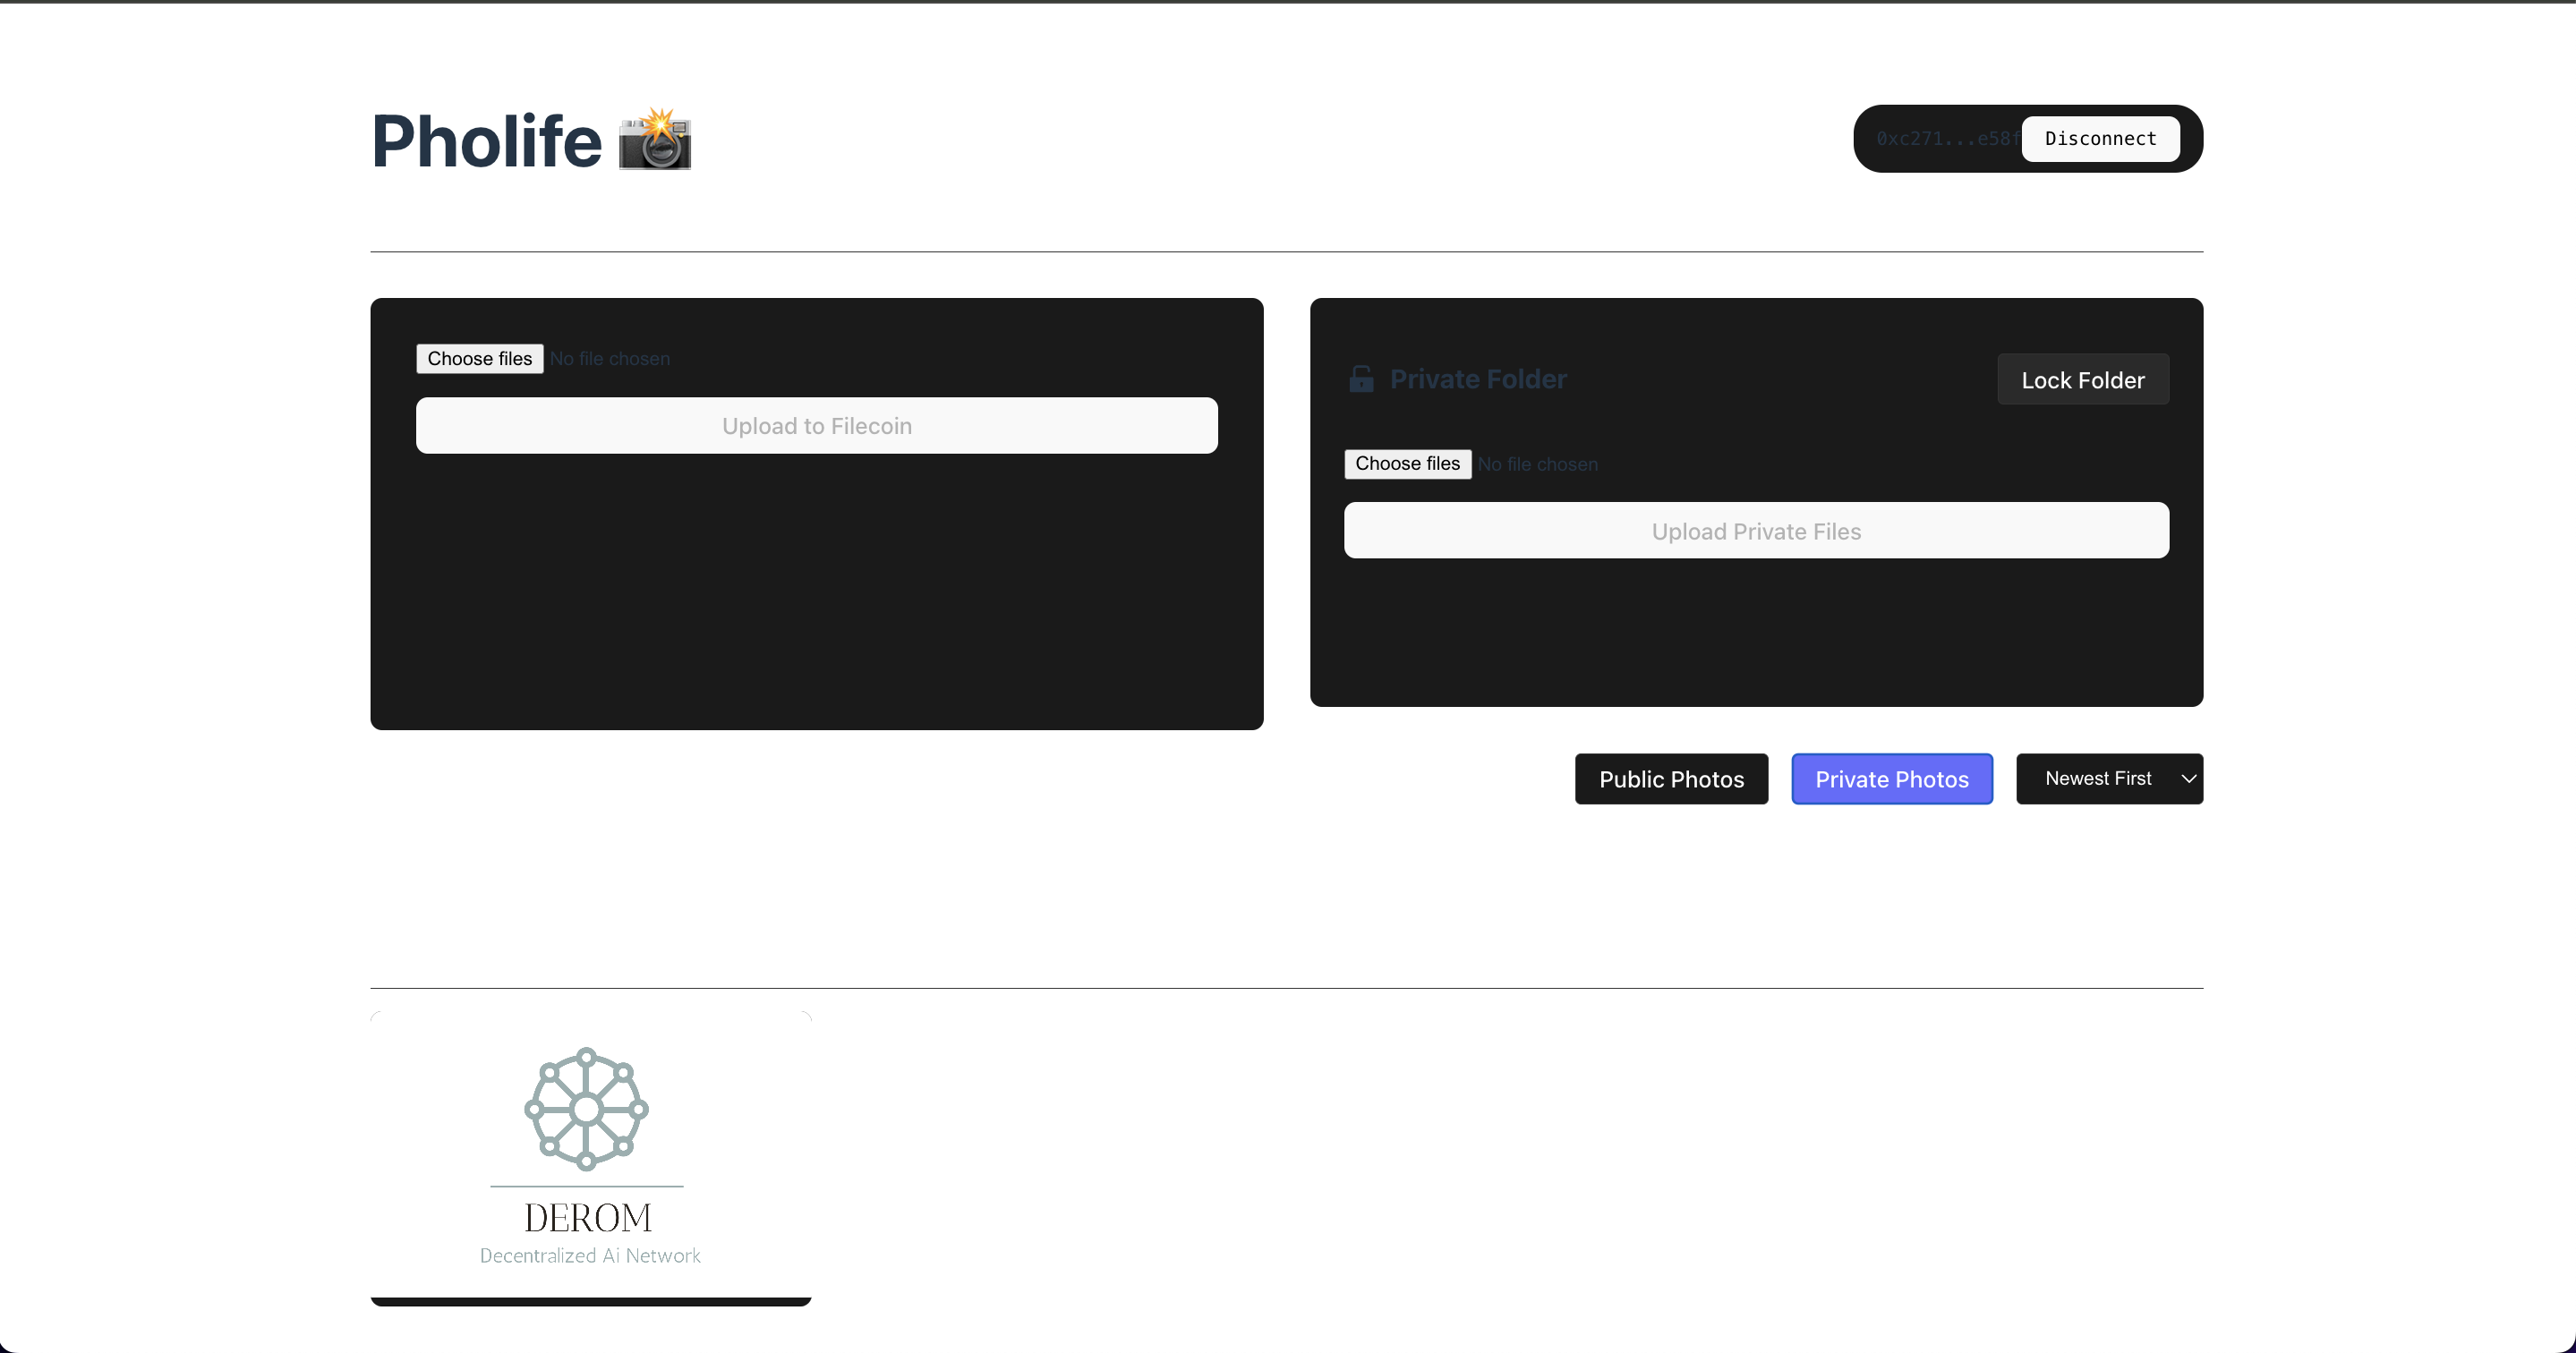 Pholife
0xc271...e58f
Disconnect
Choose files No file chosen
Upload to Filecoin
Private Folder
Lock Folder
Choose files No file chosen
Upload Private Files
Public Photos
Private Photos
Newest First
DEROM
Decentralized Ai Network